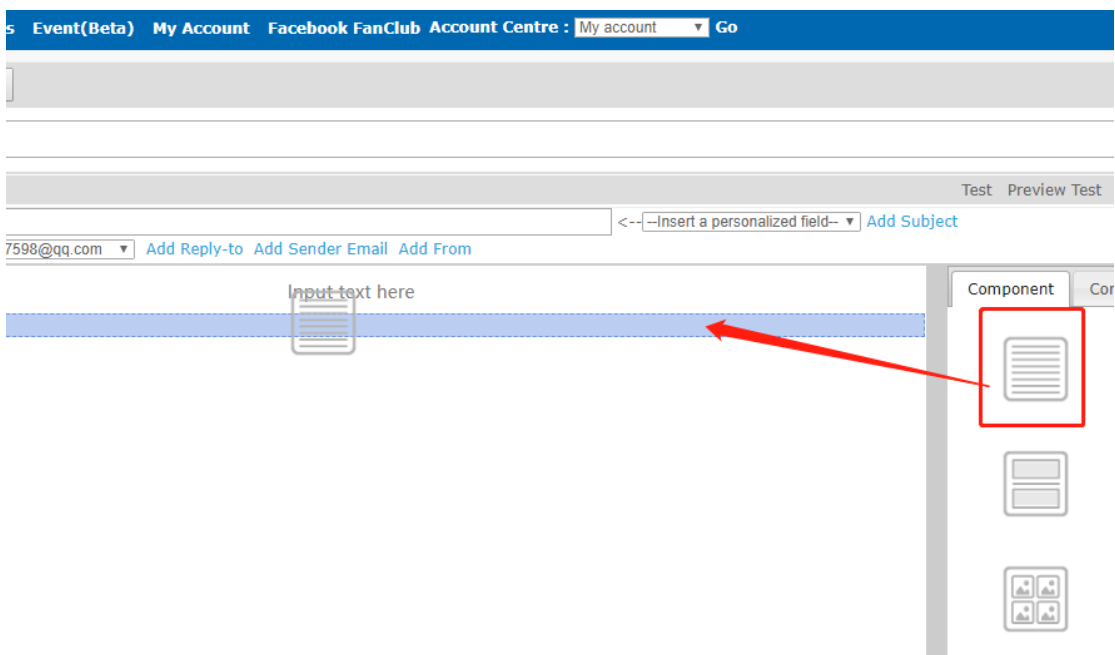 s Event(Beta) My Account Facebook FanClub Account Centre : My account Go
Test Preview Test
<-- --Insert a personalized field-- Add Subject
7598@qq.com Add Reply-to Add Sender Email Add From
Input text here
Component Cor